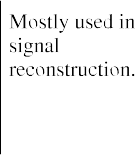 Mostly used in
signal
reconstruction.